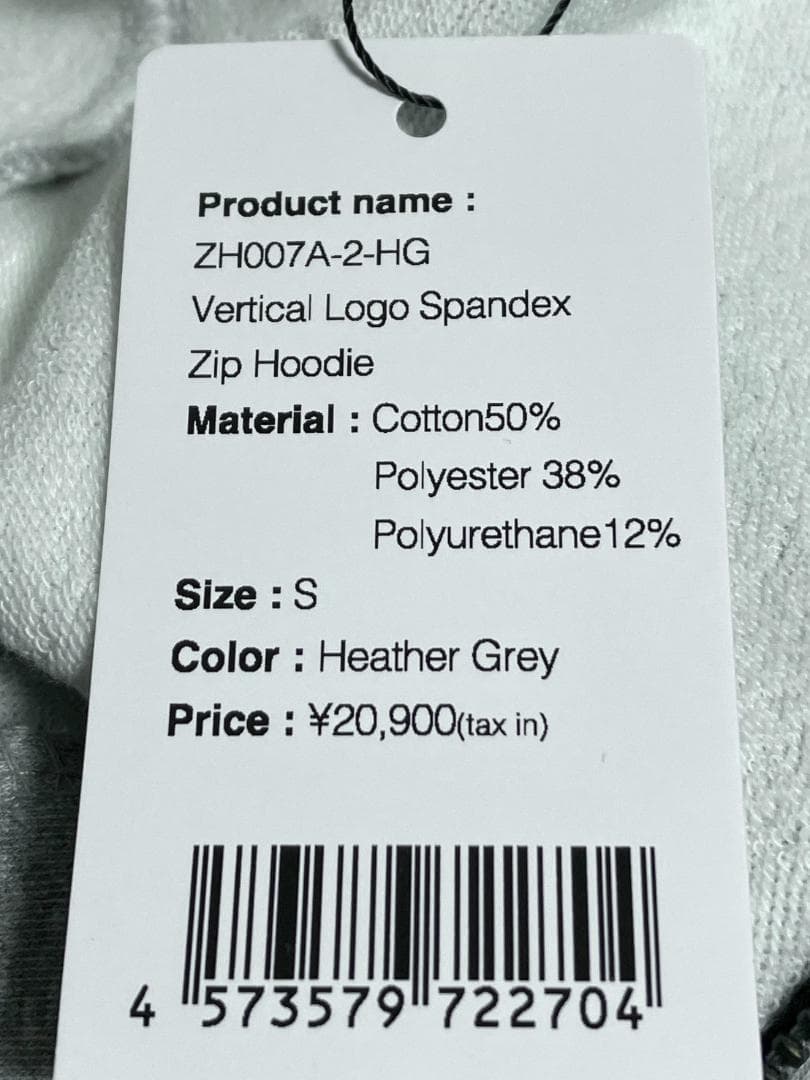 Product name :
ZH007A-2-HG
Vertical Logo Spandex
Zip Hoodie
Material : Cotton50%
Polyester 38%
Polyurethane12%
Size : S
Color : Heather Grey
Price : ¥20,900(tax in)
4 573579 722704